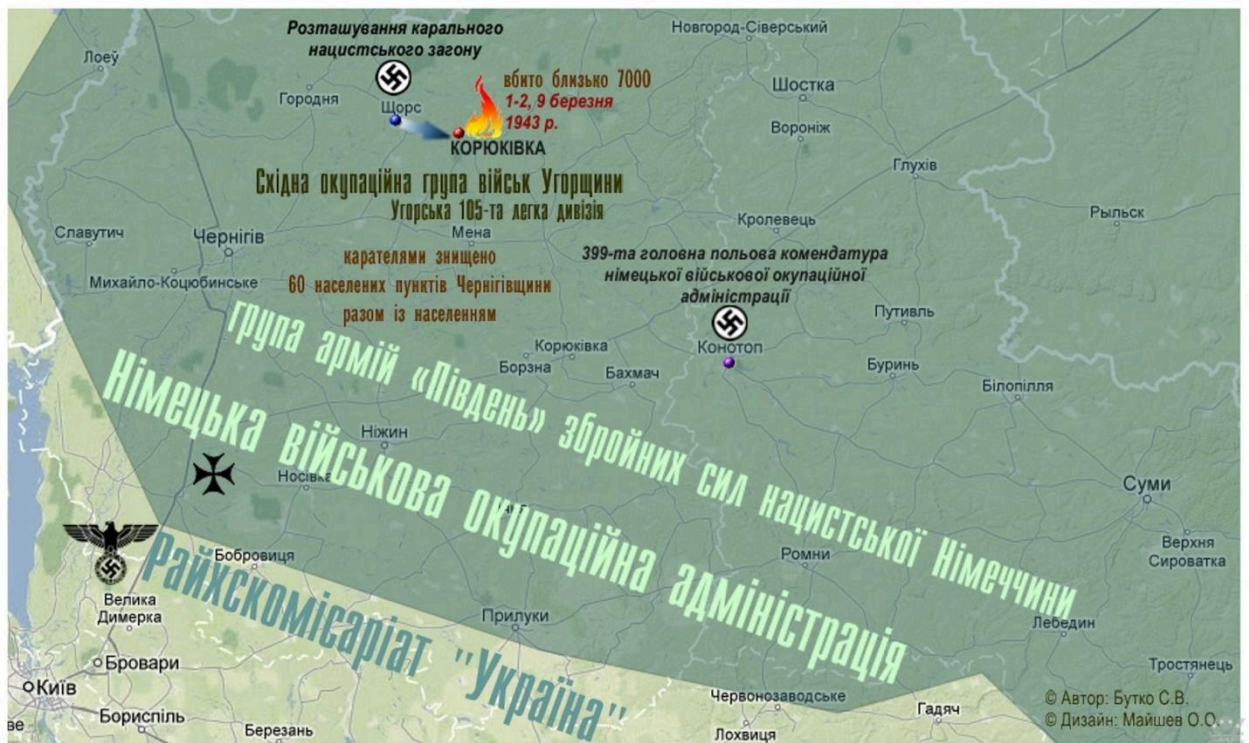 Розташування карального
нацистського загону
Новгород-Сіверський
Лоеў
Городня
Щорс
вбито близько 7000
1-2, 9 березня
1943 р.
КОРЮКІВКА
Шостка
Вороніж
Глухів
Східна окупаційна група військ Угорщини
Угорська 105-та легка дивізія
Славутич
Чернігів
Мена
Кролевець
Рыльск
Михайло-Коцюбинське
карателями знищено
60 населених пунктів Чернігівщини
разом із населенням
399-та головна польова комендатура
німецької військової окупаційної
адміністрації
Путивль
Конотоп
Корюківка
Борзна
Бахмач
Буринь
Білопілля
група армій «Південь» збройних сил нацистської Німеччини
Німецька військова окупаційна адміністрація
Ніжин
Носівка
Суми
Верхня
Сироватка
Ромни
Бобровиця
Райхскомісаріат "Україна"
Велика
Димерка
Прилуки
Лебедин
Бровари
Тростянець
Київ
Червонозаводське
Гадяч
Бориспіль
Березань
Лохвиця
ве
© Автор: Бутко С.В.
© Дизайн: Майшев О.О.